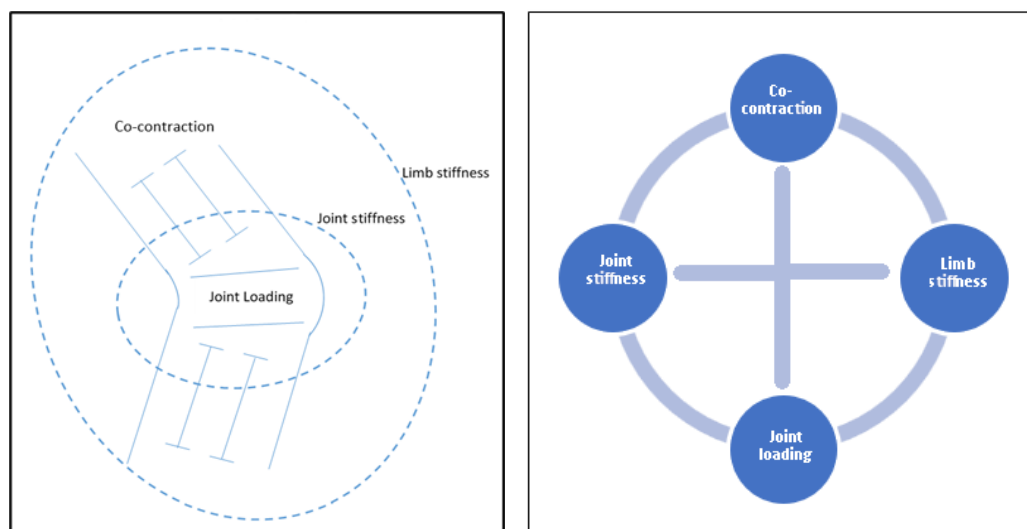 Co-contraction
Limb stiffness
Joint stiffness
Joint Loading
Co-
contraction
Joint
stiffness
Limb
stiffness
Joint
loading